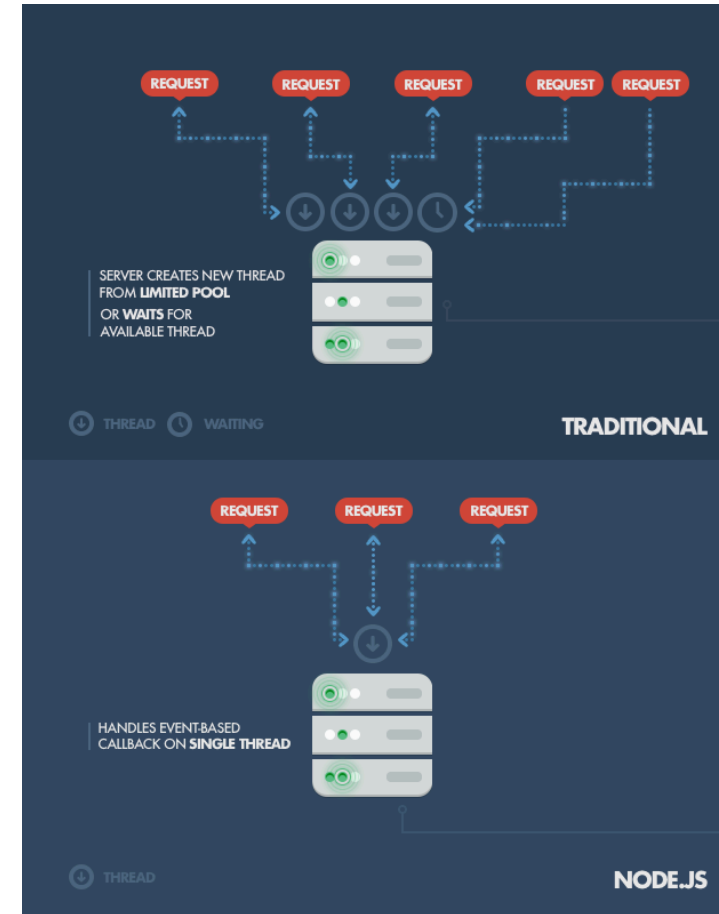 REQUEST REQUEST REQUEST REQUEST REQUEST
SERVER CREATES NEW THREAD
FROM LIMITED POOL
OR WAITS FOR
AVAILABLE THREAD
THREAD WAITING
TRADITIONAL
REQUEST REQUEST REQUEST
HANDLES EVENT-BASED
CALLBACK ON SINGLE THREAD
THREAD
NODE.JS